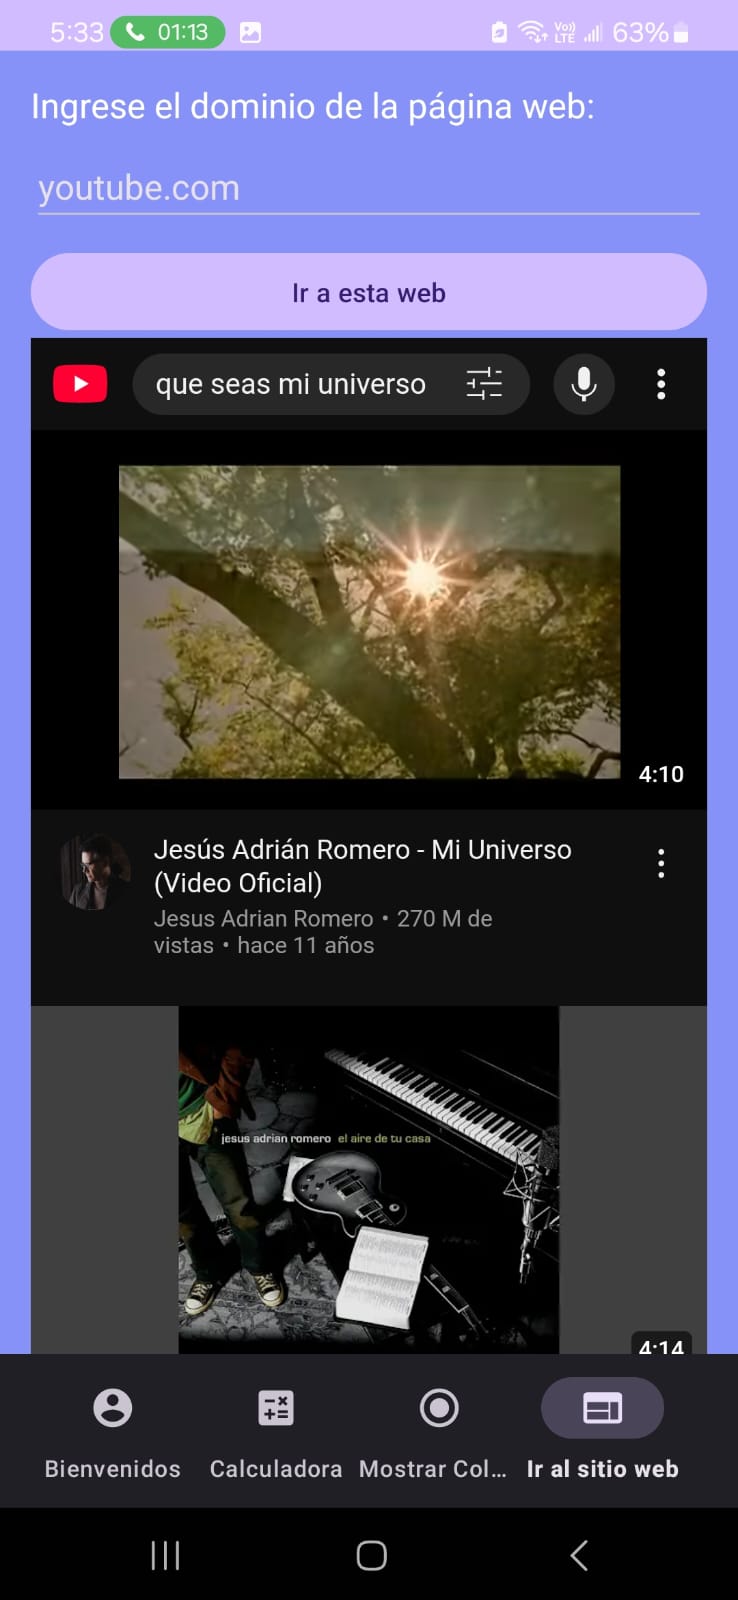 5:33 01:13 Vo)) LTE 63%
Ingrese el dominio de la página web:
youtube.com
Ir a esta web
que seas mi universo
4:10
Jesús Adrián Romero - Mi Universo
(Video Oficial)
Jesus Adrian Romero • 270 M de
vistas • hace 11 años
jesus adrian romero el aire de tu casa
4:14
Bienvenidos Calculadora Mostrar Col... Ir al sitio web